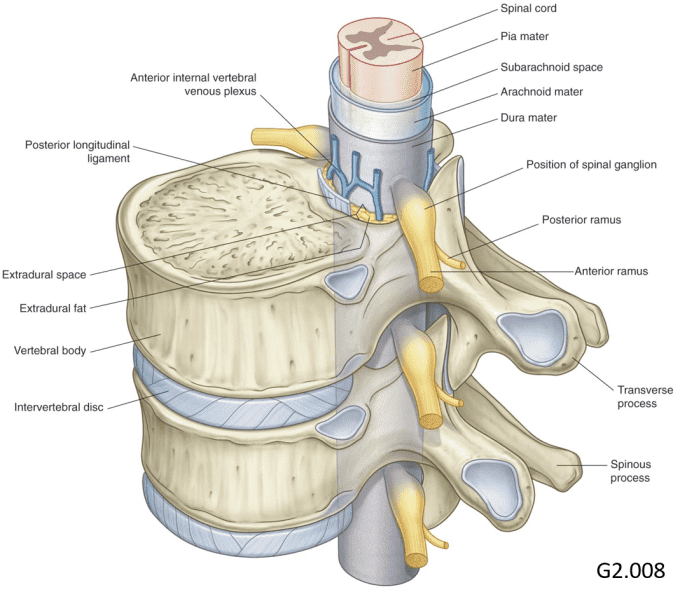 Spinal cord
Pia mater
Subarachnoid space
Arachnoid mater
Dura mater
Anterior internal vertebral
venous plexus
Posterior longitudinal
ligament
Position of spinal ganglion
Posterior ramus
Anterior ramus
Extradural space
Extradural fat
Vertebral body
Intervertebral disc
Transverse
process
Spinous
process
G2.008